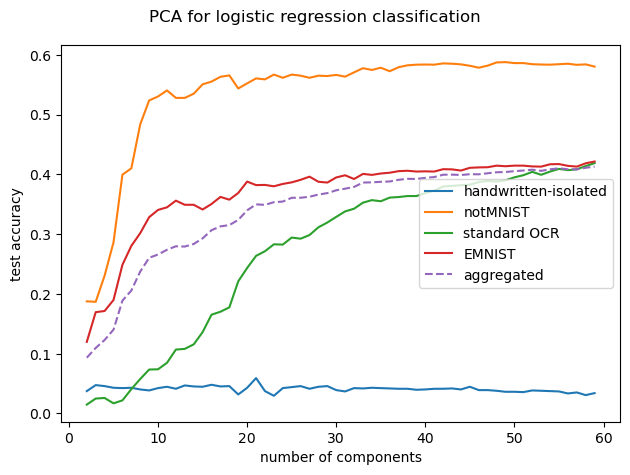 PCA for logistic regression classification
test accuracy
0.6
0.5
0.4
0.3
0.2
0.1
0.0
handwritten-isolated
notMNIST
standard OCR
EMNIST
aggregated
0 10 20 30 40 50 60
number of components